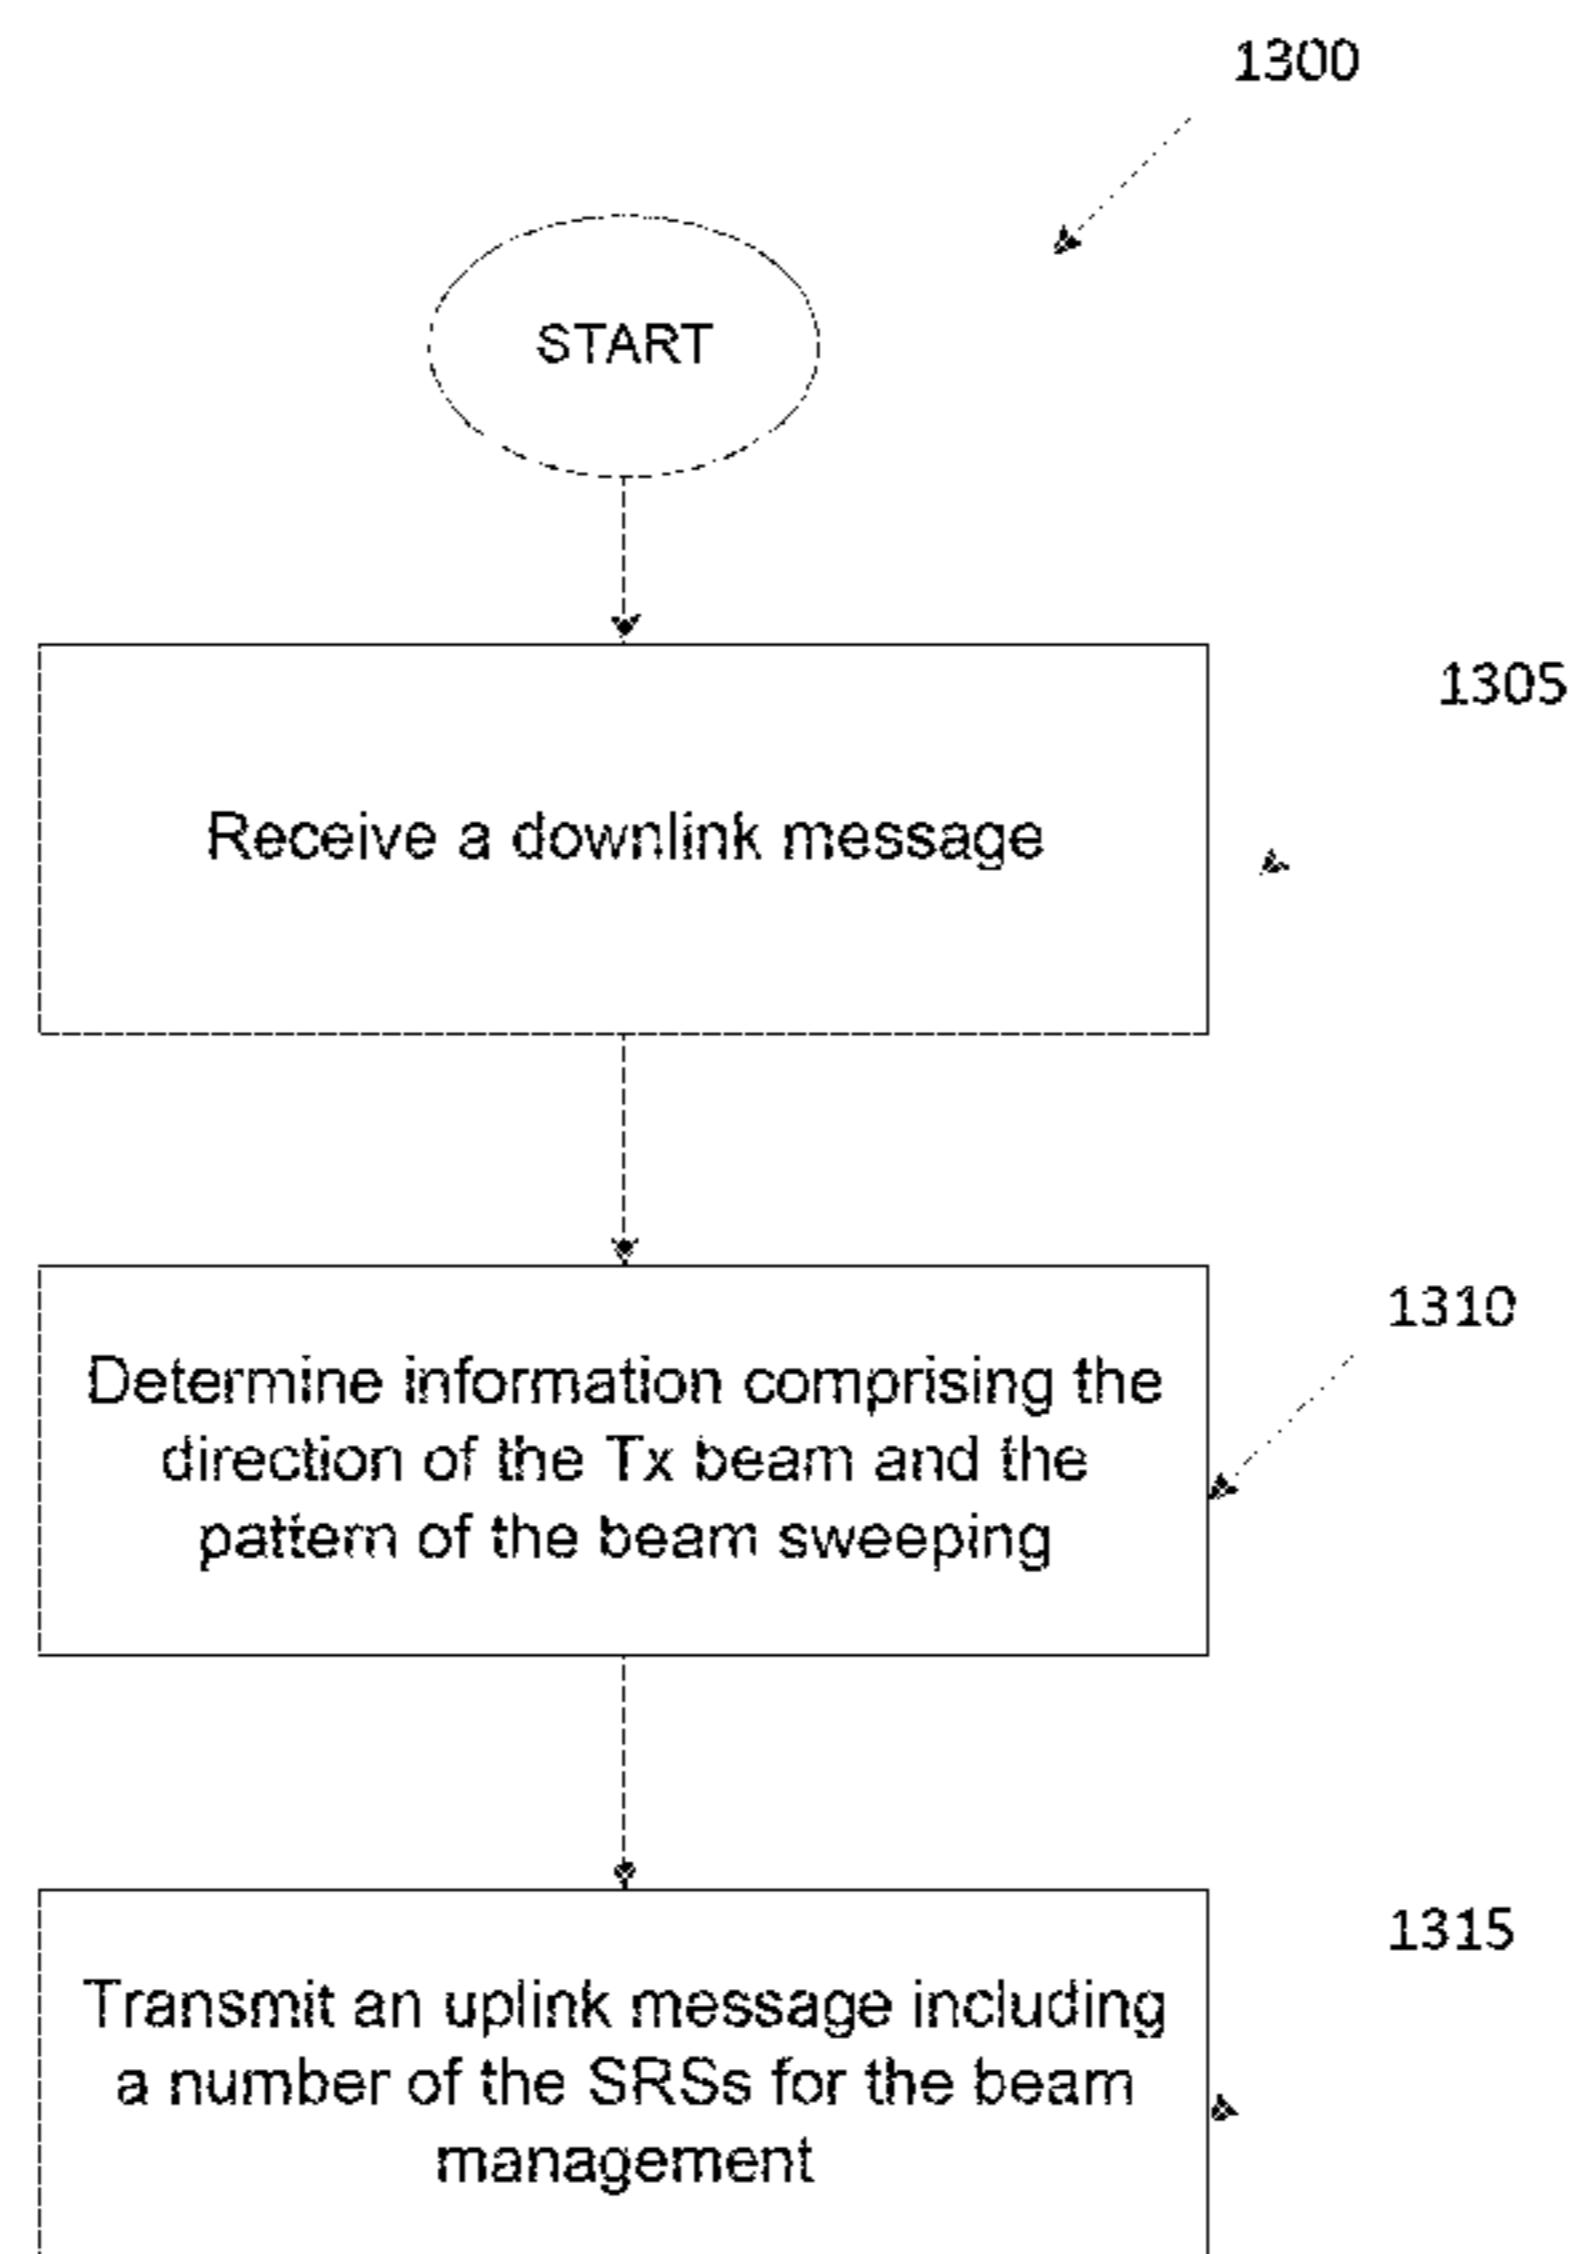 1300
START
1305
Receive a downlink message
1310
Determine information comprising the
direction of the Tx beam and the
pattern of the beam sweeping
1315
Transmit an uplink message including
a number of the SRSs for the beam
management